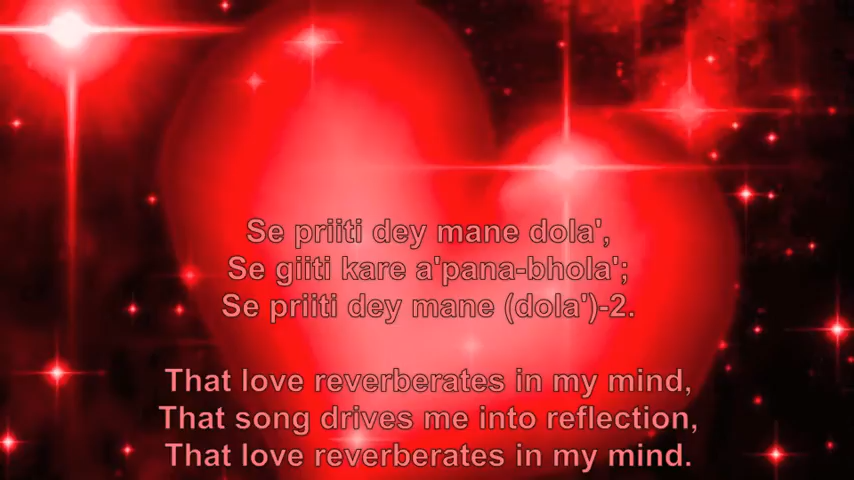 Se priiti dey mane dola',
Se giiti kare a'pana-bhola';
Se priiti dey mane (dola')-2.
That love reverberates in my mind,
That song drives me into reflection,
That love reverberates in my mind.